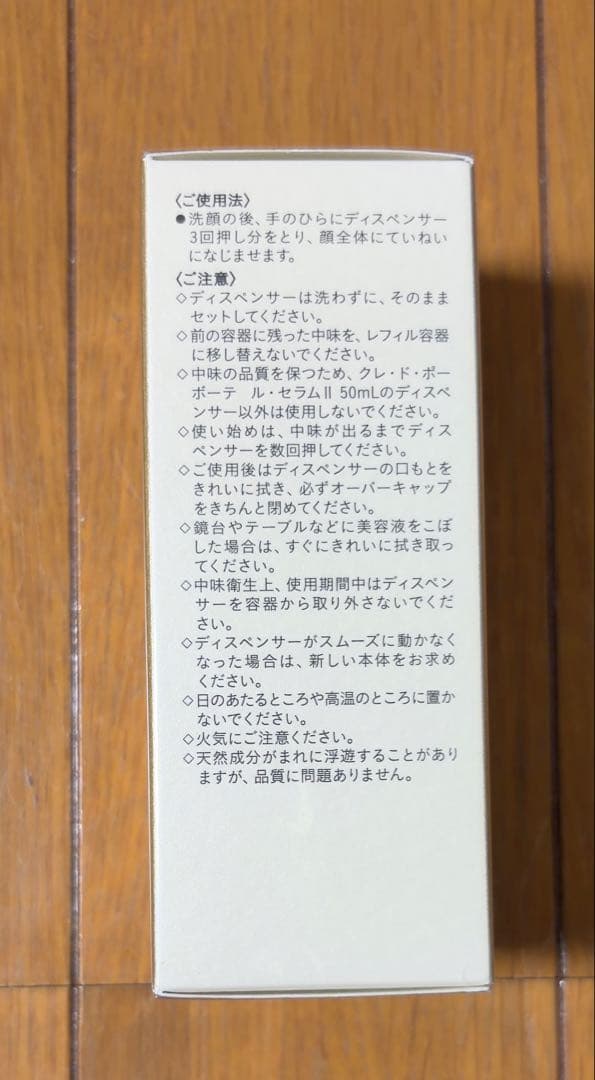 〈ご使用法〉
●洗顔の後、手のひらにディスペンサー
3回押し分をとり、顔全体にていねい
になじませます。
〈ご注意〉
◇ディスペンサーは洗わずに、そのまま
セットしてください。
◇前の容器に残った中味を、レフィル容器
に移し替えないでください。
◇中味の品質を保つため、クレ・ド・ポー
ボーテ　ル・セラムⅡ 50mLのディスペ
ンサー以外は使用しないでください。
◇使い始めは、中味が出るまでディス
ペンサーを数回押してください。
◇ご使用後はディスペンサーの口もとを
きれいに拭き、必ずオーバーキャップ
をきちんと閉めてください。
◇鏡台やテーブルなどに美容液をこぼ
した場合は、すぐにきれいに拭き取っ
てください。
◇中味衛生上、使用期間中はディスペン
サーを容器から取り外さないでくだ
さい。
◇ディスペンサーがスムーズに動かなく
なった場合は、新しい本体をお求め
ください。
◇日のあたるところや高温のところに置か
ないでください。
◇火気にご注意ください。
◇天然成分がまれに浮遊することがあり
ますが、品質に問題ありません。